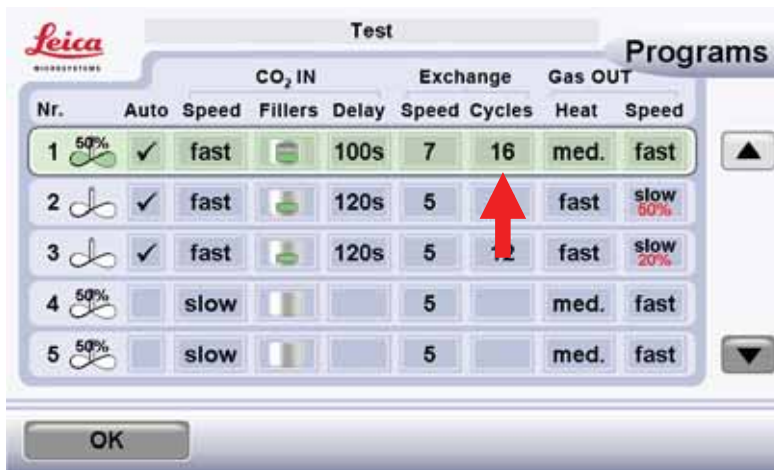 Leica
MICROSYSTEMS
Test
Programs
CO₂ IN Exchange Gas OUT
Nr. Auto Speed Fillers Delay Speed Cycles Heat Speed
1 50% ✓ fast 100s 7 16 med. fast
2 ✓ fast 120s 5 fast slow 50%
3 ✓ fast 120s 5 12 fast slow 20%
4 50% slow 5 med. fast
5 50% slow 5 med. fast
OK